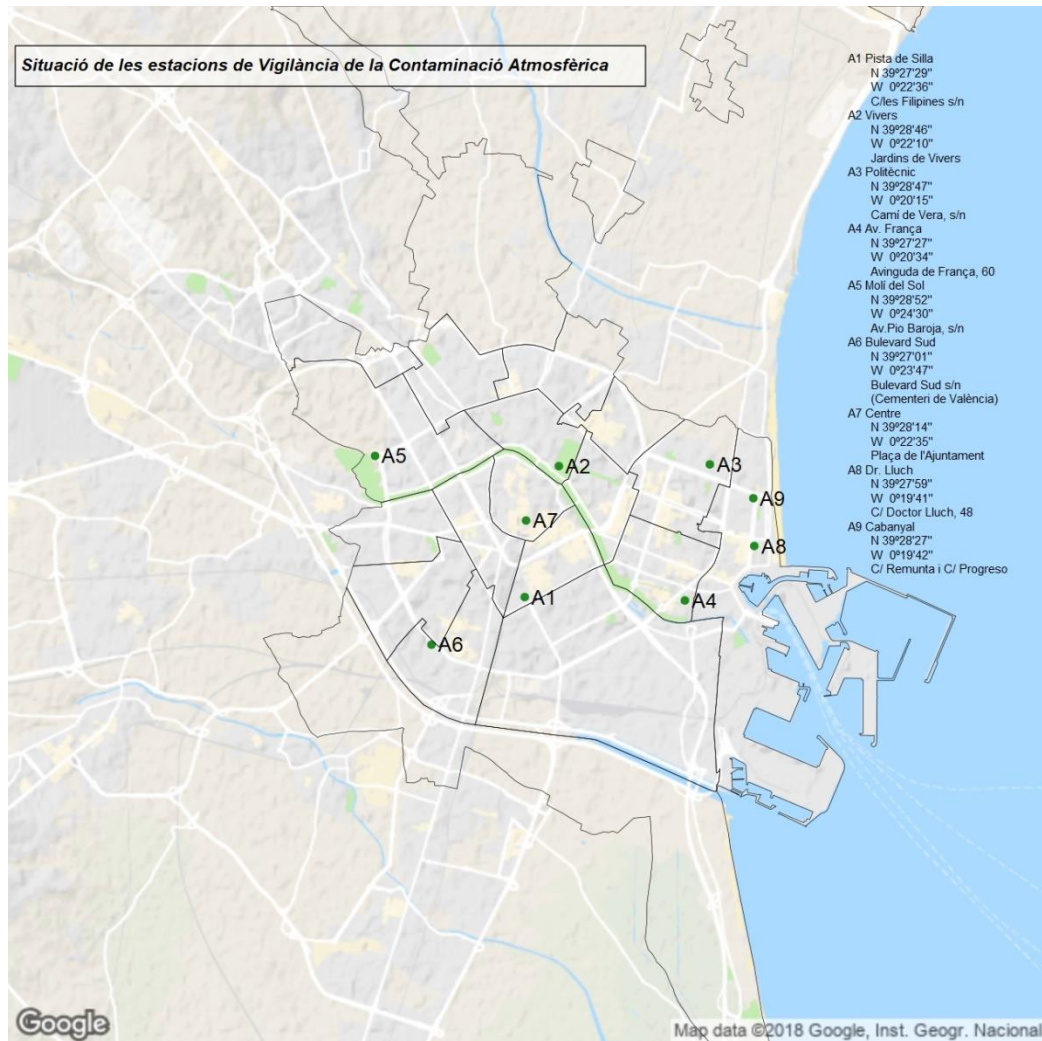 Situació de les estacions de Vigilància de la Contaminació Atmosfèrica
A1 Pista de Silla
N 39º27'29"
W 0º22'36"
C/les Filipines s/n
A2 Vivers
N 39º28'46"
W 0º22'10"
Jardins de Vivers
A3 Politècnic
N 39º28'47"
W 0º20'15"
Camí de Vera, s/n
A4 Av. França
N 39º27'27"
W 0º20'34"
Avinguda de França, 60
A5 Molí del Sol
N 39º28'52"
W 0º24'30"
Av.Pio Baroja, s/n
A6 Bulevard Sud
N 39º27'01"
W 0º23'47"
Bulevard Sud s/n
(Cementeri de València)
A7 Centre
N 39º28'14"
W 0º22'35"
Plaça de l'Ajuntament
A8 Dr. Lluch
N 39º27'59"
W 0º19'41"
C/ Doctor Lluch, 48
A9 Cabanyal
N 39º28'27"
W 0º19'42"
C/ Remunta i C/ Progreso
A5
A2
A3
A9
A7
A8
A1
A4
A6
Google
Map data ©2018 Google, Inst. Geogr. Nacional